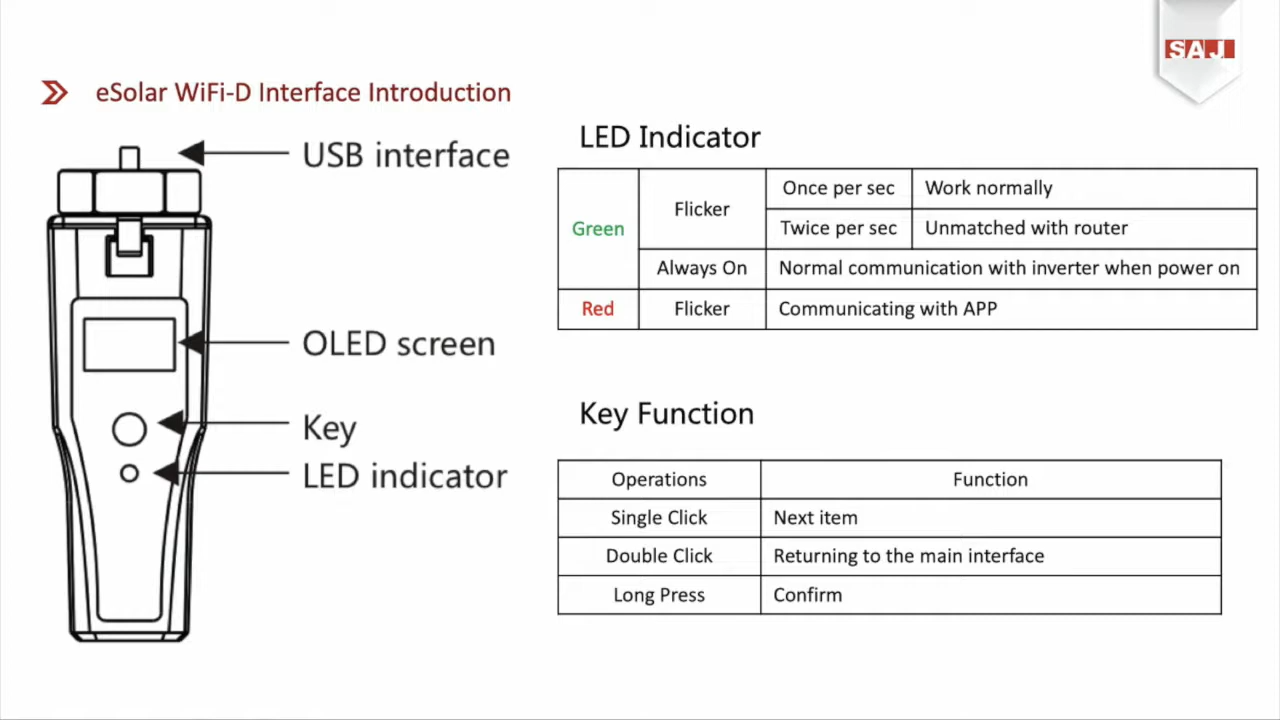 SAJ
eSolar WiFi-D Interface Introduction
USB interface
OLED screen
Key
LED indicator
LED Indicator
Green
Flicker
Once per sec
Work normally
Twice per sec
Unmatched with router
Always On
Normal communication with inverter when power on
Red
Flicker
Communicating with APP
Key Function
Operations
Function
Single Click
Next item
Double Click
Returning to the main interface
Long Press
Confirm